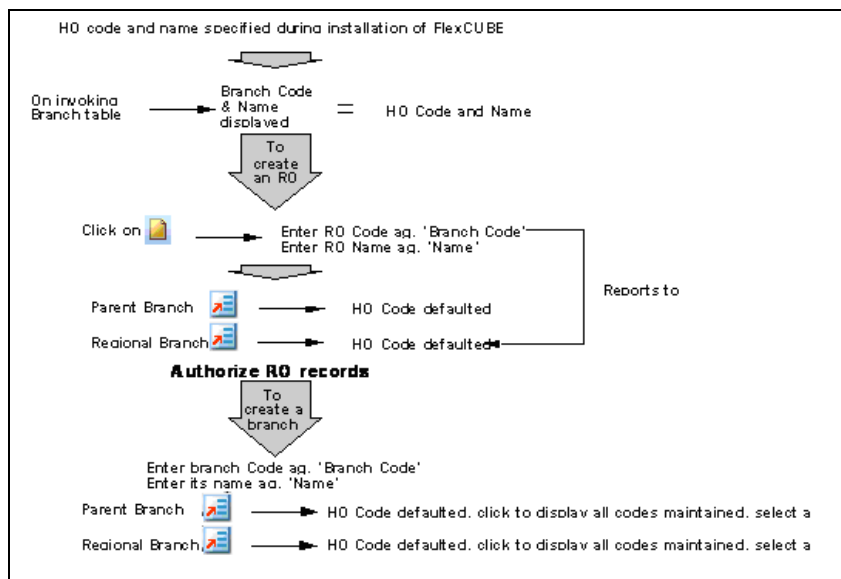 HO code and name specified during installation of FlexCUBE
On invoking
Branch table
Branch Code
& Name
displayed
=
HO Code and Name
To
create
an RO
Click on
Enter RO Code ag. 'Branch Code'
Enter RO Name ag. 'Name'
Reports to
Parent Branch
HO Code defaulted
Regional Branch
HO Code defaulted
Authorize RO records
To
create a
branch
Enter branch Code ag. 'Branch Code'
Enter its name ag. 'Name'
Parent Branch
HO Code defaulted. click to display all codes maintained. select a
Regional Branch
HO Code defaulted. click to display all codes maintained. select a